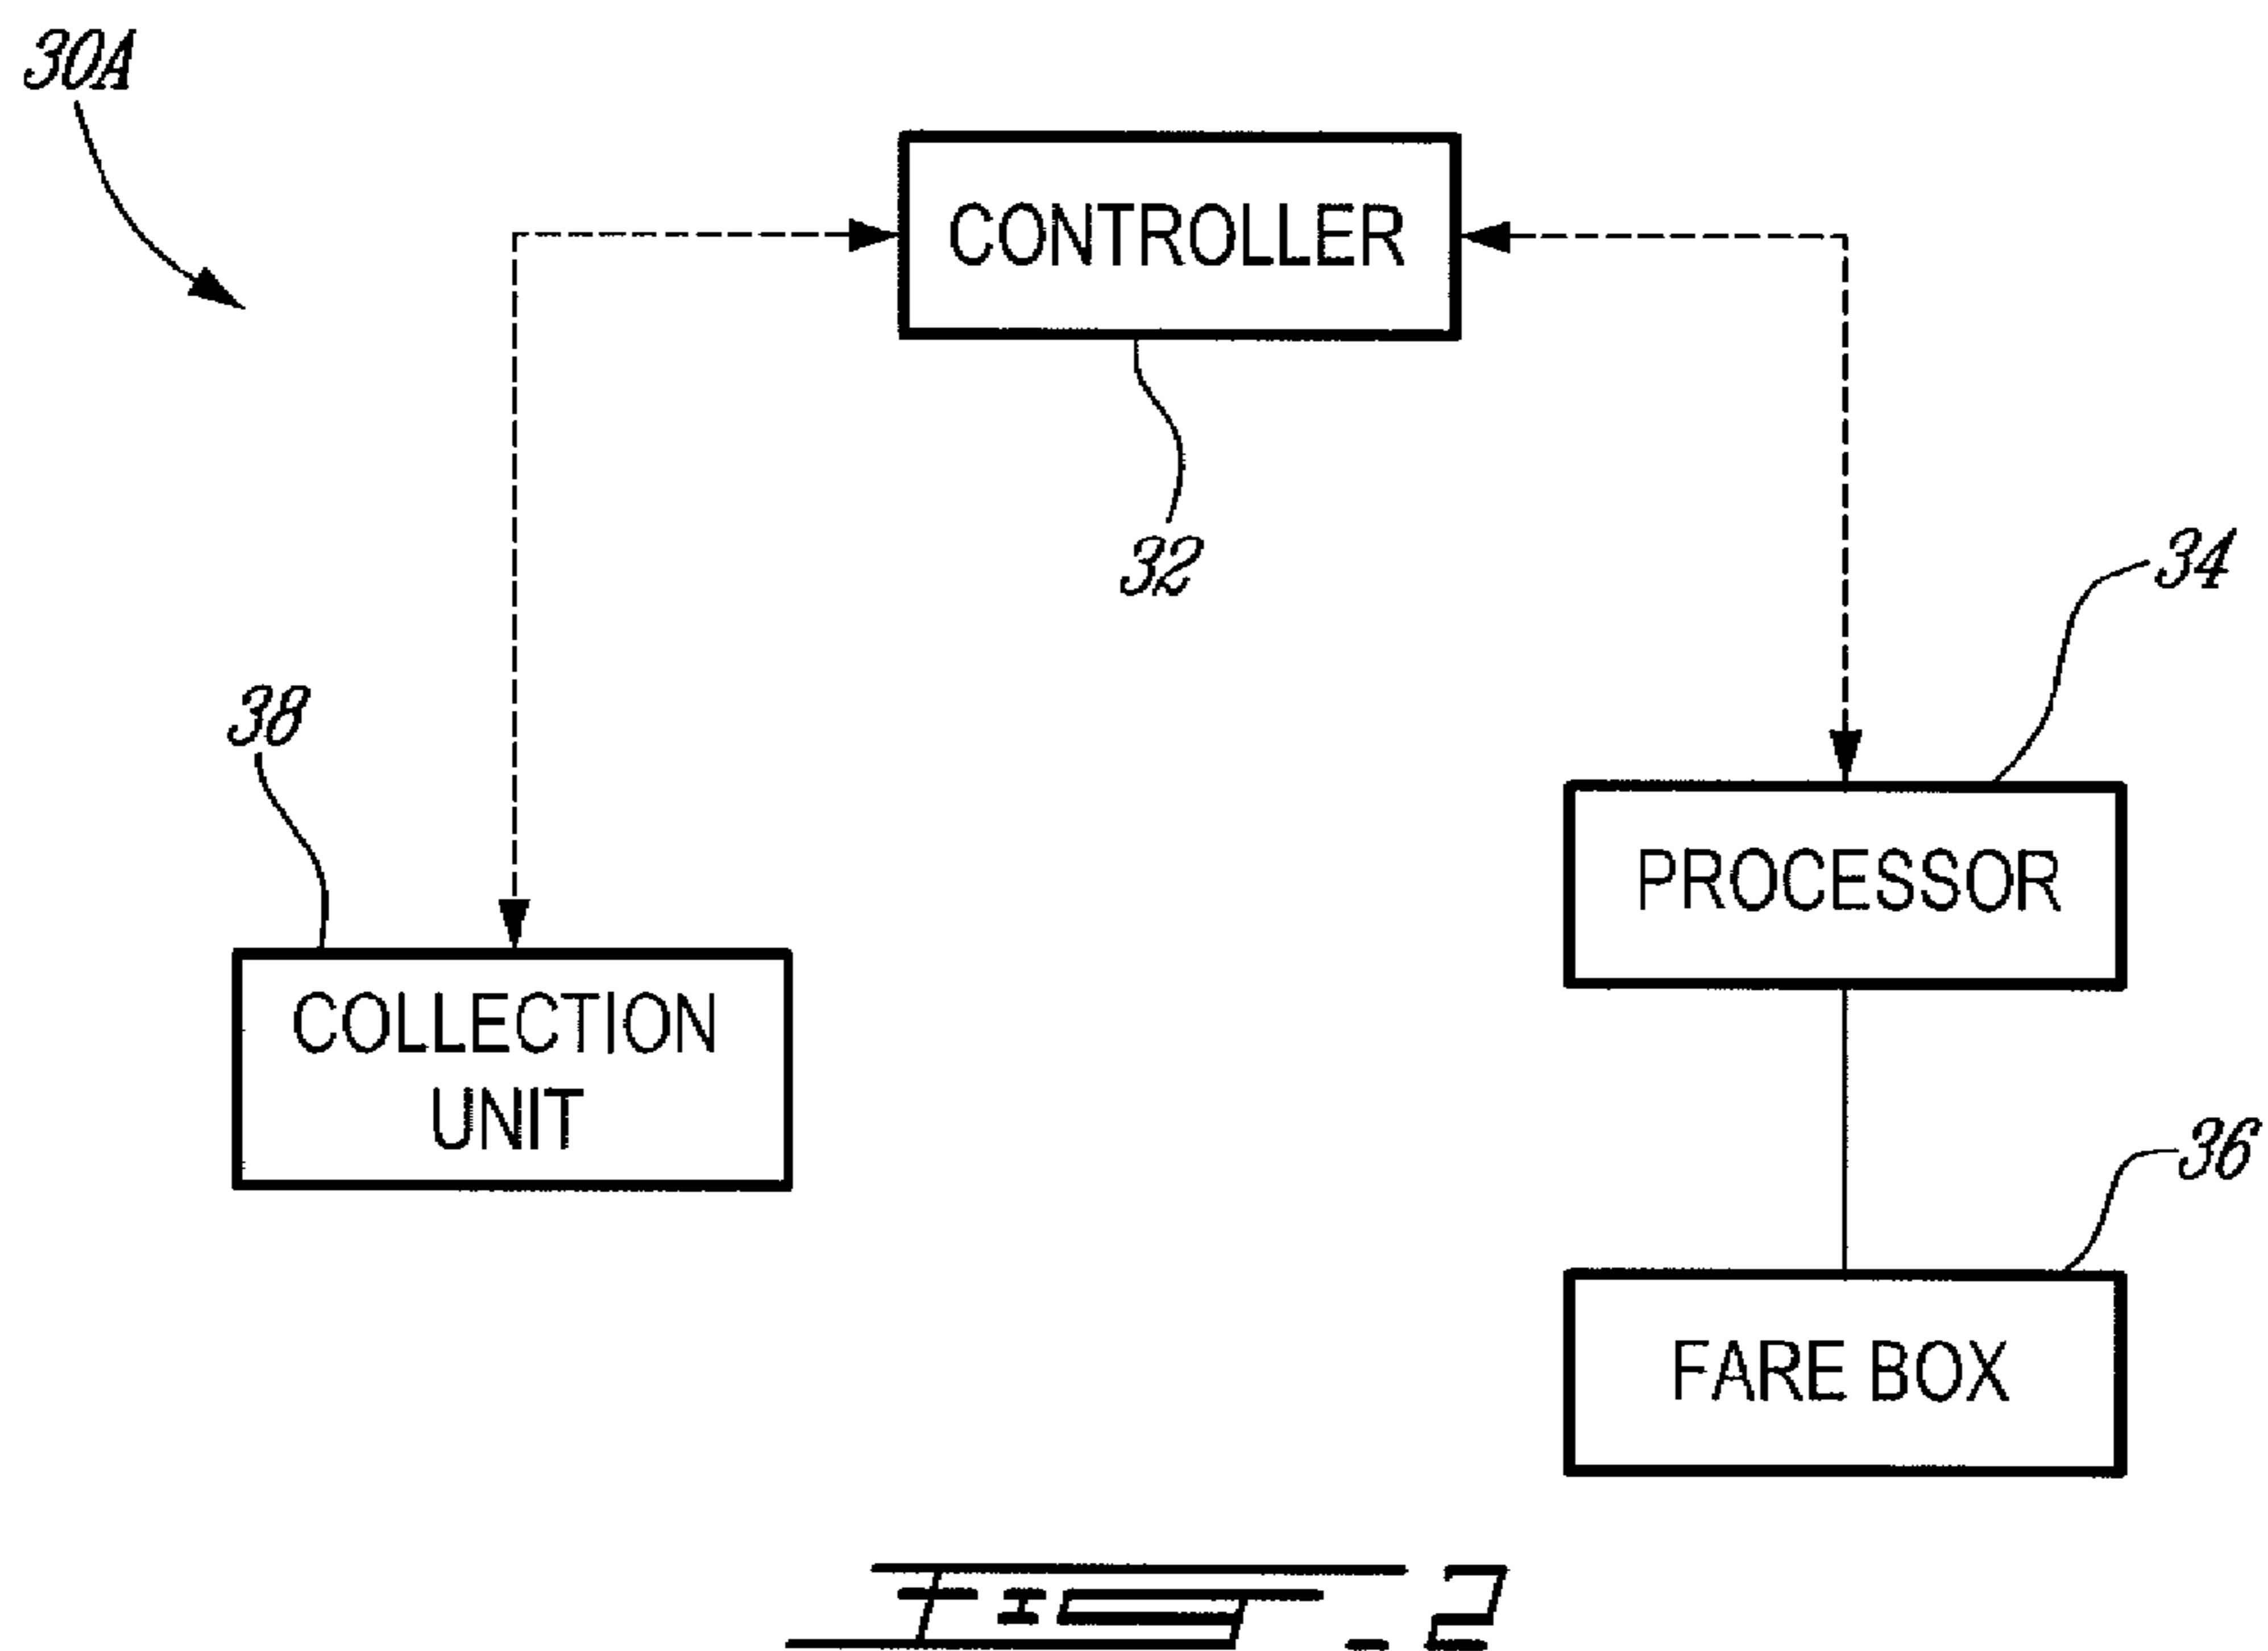 30A
CONTROLLER
32
34
38
PROCESSOR
COLLECTION
UNIT
36
FARE BOX
FIG. 2